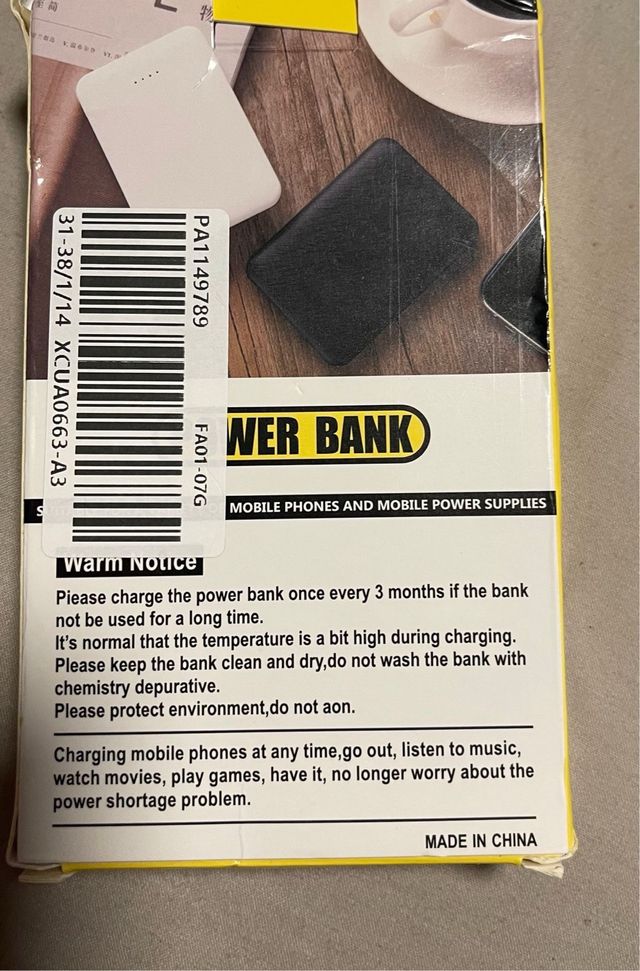 物
PA1149789
FA01-07G
31-38/1/14 XCUA0663-A3
WER BANK
MOBILE PHONES AND MOBILE POWER SUPPLIES
Warm Notice
Piease charge the power bank once every 3 months if the bank
not be used for a long time.
It's normal that the temperature is a bit high during charging.
Please keep the bank clean and dry,do not wash the bank with
chemistry depurative.
Please protect environment,do not aon.
Charging mobile phones at any time,go out, listen to music,
watch movies, play games, have it, no longer worry about the
power shortage problem.
MADE IN CHINA